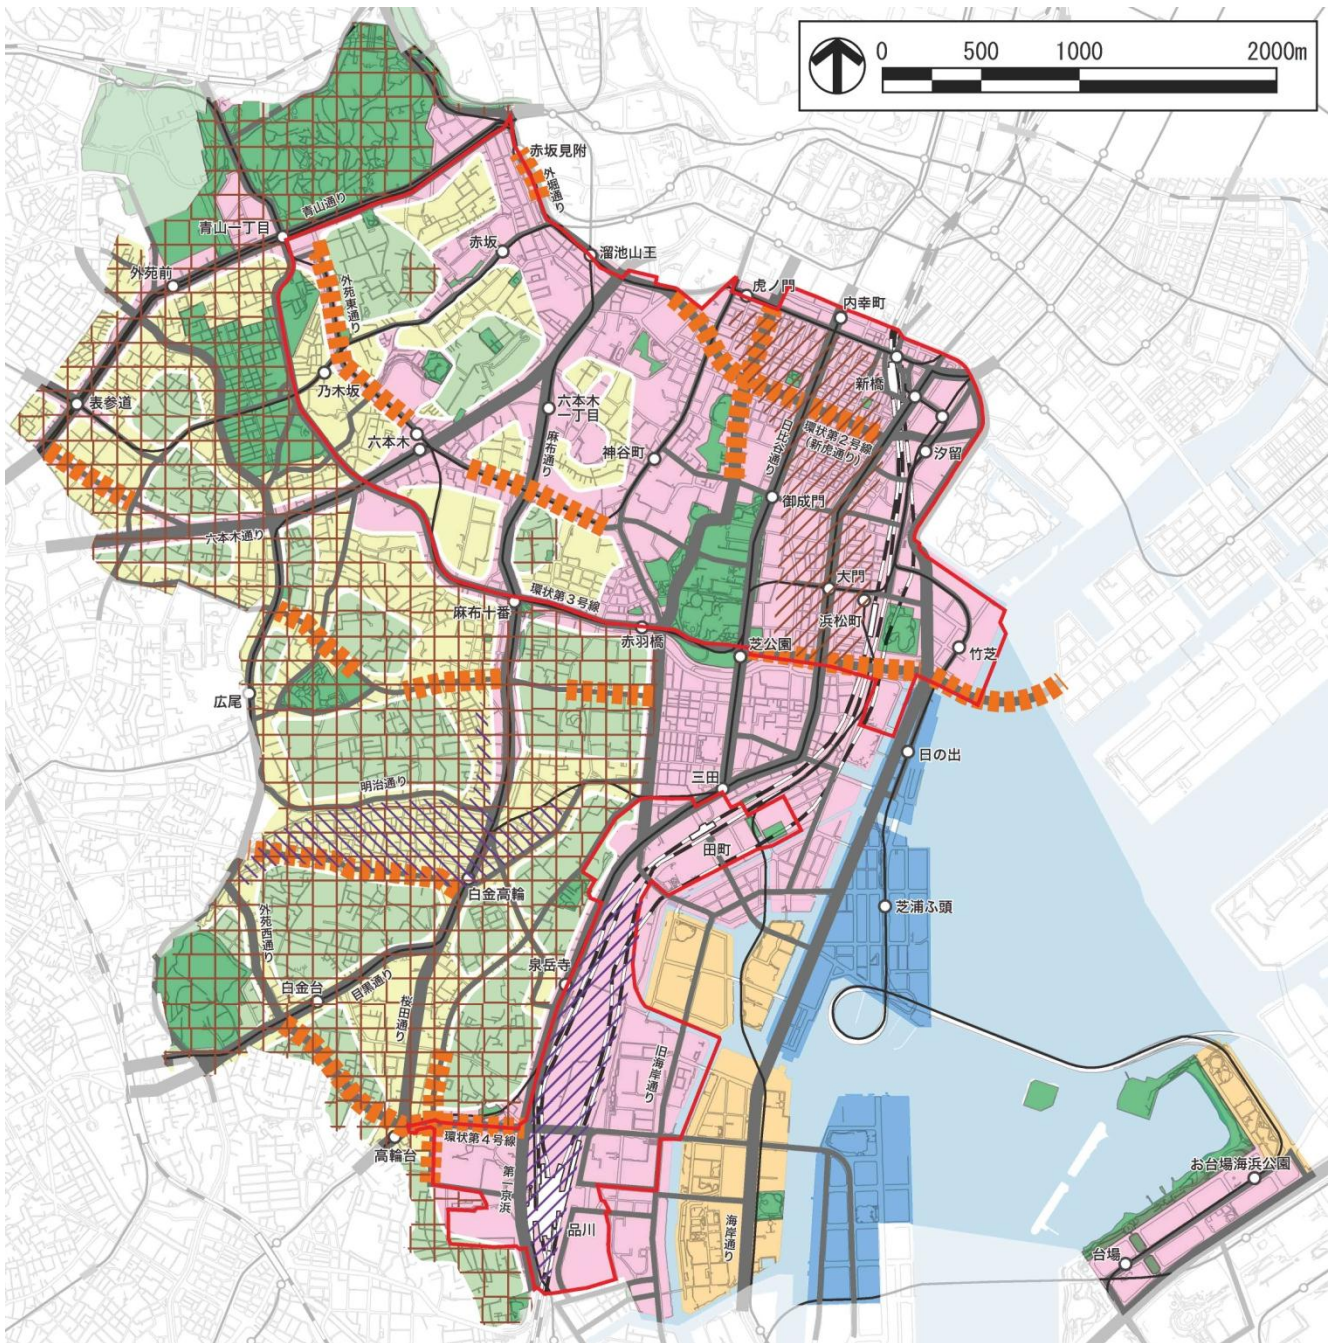 0 500 1000 2000m
赤坂見附
外堀通り
青山通り
青山一丁目
赤坂
溜池山王
外苑前
外苑東通り
虎ノ門
内幸町
新橋
乃木坂
表参道
六本木
一丁目
六本木
麻布通り
神谷町
日比谷通り
環状第2号線
(新虎通り)
汐留
御成門
六本木通り
大門
浜松町
環状第3号線
麻布十番
赤羽橋
芝公園
竹芝
広尾
日の出
明治通り
三田
田町
白金高輪
芝浦ふ頭
外苑西通り
泉岳寺
白金台
目黒通り
桜田通り
旧海岸通り
環状第4号線
高輪台
第一京浜
品川
海岸通り
お台場海浜公園
台場